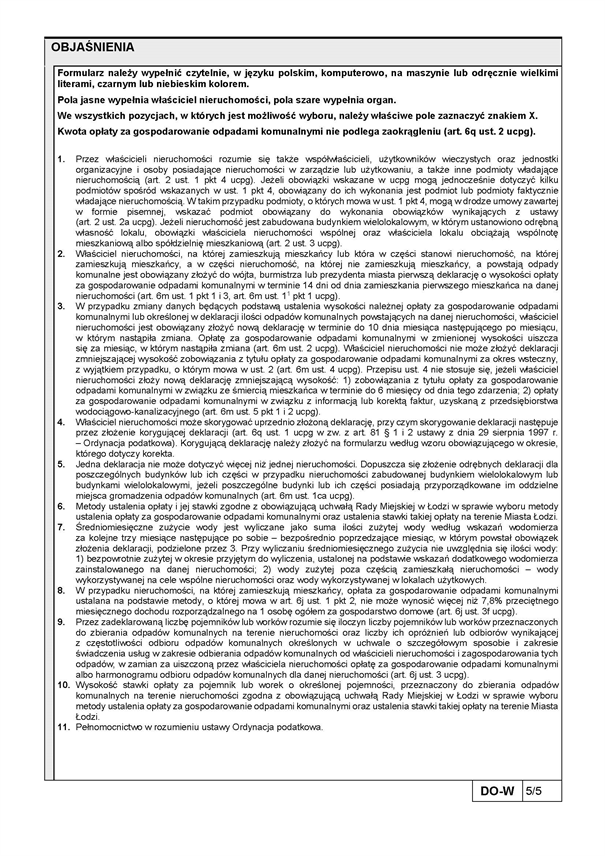 OBJAŚNIENIA
Formularz należy wypełnić czytelnie, w języku polskim, komputerowo, na maszynie lub odręcznie wielkimi
literami, czarnym lub niebieskim kolorem.
Pola jasne wypełnia właściciel nieruchomości, pola szare wypełnia organ.
We wszystkich pozycjach, w których jest możliwość wyboru, należy właściwe pole zaznaczyć znakiem X.
Kwota opłaty za gospodarowanie odpadami komunalnymi nie podlega zaokrągleniu (art. 6q ust. 2 ucpg).
1. Przez właścicieli nieruchomości rozumie się także współwłaścicieli, użytkowników wieczystych oraz jednostki
organizacyjne i osoby posiadające nieruchomości w zarządzie lub użytkowaniu, a także inne podmioty władające
nieruchomością (art. 2 ust. 1 pkt 4 ucpg). Jeżeli obowiązki wskazane w ucpg mogą jednocześnie dotyczyć kilku
podmiotów spośród wskazanych w ust. 1 pkt 4, obowiązany do ich wykonania jest podmiot lub podmioty faktycznie
władające nieruchomością. W takim przypadku podmioty, o których mowa w ust. 1 pkt 4, mogą w drodze umowy zawartej
w formie pisemnej, wskazać podmiot obowiązany do wykonania obowiązków wynikających z ustawy
(art. 2 ust. 2a ucpg). Jeżeli nieruchomość jest zabudowana budynkiem wielolokalowym, w którym ustanowiono odrębną
własność lokalu, obowiązki właściciela nieruchomości wspólnej oraz właściciela lokalu obciążają wspólnotę
mieszkaniową albo spółdzielnię mieszkaniową (art. 2 ust. 3 ucpg).
2. Właściciel nieruchomości, na której zamieszkują mieszkańcy lub która w części stanowi nieruchomość, na której
zamieszkują mieszkańcy, a w części nieruchomość, na której nie zamieszkują mieszkańcy, a powstają odpady
komunalne jest obowiązany złożyć do wójta, burmistrza lub prezydenta miasta pierwszą deklarację o wysokości opłaty
za gospodarowanie odpadami komunalnymi w terminie 14 dni od dnia zamieszkania pierwszego mieszkańca na danej
nieruchomości (art. 6m ust. 1 pkt 1 i 3, art. 6m ust. 1¹ pkt 1 ucpg).
3. W przypadku zmiany danych będących podstawą ustalenia wysokości należnej opłaty za gospodarowanie odpadami
komunalnymi lub określonej w deklaracji ilości odpadów komunalnych powstających na danej nieruchomości, właściciel
nieruchomości jest obowiązany złożyć nową deklarację w terminie do 10 dnia miesiąca następującego po miesiącu,
w którym nastąpiła zmiana. Opłatę za gospodarowanie odpadami komunalnymi w zmienionej wysokości uiszcza
się za miesiąc, w którym nastąpiła zmiana (art. 6m ust. 2 ucpg). Właściciel nieruchomości nie może złożyć deklaracji
zmniejszającej wysokość zobowiązania z tytułu opłaty za gospodarowanie odpadami komunalnymi za okres wsteczny,
z wyjątkiem przypadku, o którym mowa w ust. 2 (art. 6m ust. 4 ucpg). Przepisu ust. 4 nie stosuje się, jeżeli właściciel
nieruchomości złoży nową deklarację zmniejszającą wysokość: 1) zobowiązania z tytułu opłaty za gospodarowanie
odpadami komunalnymi w związku ze śmiercią mieszkańca w terminie do 6 miesięcy od dnia tego zdarzenia; 2) opłaty
za gospodarowanie odpadami komunalnymi w związku z informacją lub korektą faktur, uzyskaną z przedsiębiorstwa
wodociągowo-kanalizacyjnego (art. 6m ust. 5 pkt 1 i 2 ucpg).
4. Właściciel nieruchomości może skorygować uprzednio złożoną deklarację, przy czym skorygowanie deklaracji następuje
przez złożenie korygującej deklaracji (art. 6q ust. 1 ucpg w zw. z art. 81 § 1 i 2 ustawy z dnia 29 sierpnia 1997 r.
– Ordynacja podatkowa). Korygującą deklarację należy złożyć na formularzu według wzoru obowiązującego w okresie,
którego dotyczy korekta.
5. Jedna deklaracja nie może dotyczyć więcej niż jednej nieruchomości. Dopuszcza się złożenie odrębnych deklaracji dla
poszczególnych budynków lub ich części w przypadku nieruchomości zabudowanej budynkiem wielolokalowym lub
budynkami wielolokalowymi, jeżeli poszczególne budynki lub ich części posiadają przyporządkowane im oddzielne
miejsca gromadzenia odpadów komunalnych (art. 6m ust. 1ca ucpg).
6. Metody ustalenia opłaty i jej stawki zgodne z obowiązującą uchwałą Rady Miejskiej w Łodzi w sprawie wyboru metody
ustalenia opłaty za gospodarowanie odpadami komunalnymi oraz ustalenia stawki takiej opłaty na terenie Miasta Łodzi.
7. Średniomiesięczne zużycie wody jest wyliczane jako suma ilości zużytej wody według wskazań wodomierza
za kolejne trzy miesiące następujące po sobie – bezpośrednio poprzedzające miesiąc, w którym powstał obowiązek
złożenia deklaracji, podzielone przez 3. Przy wyliczaniu średniomiesięcznego zużycia nie uwzględnia się ilości wody:
1) bezpowrotnie zużytej w okresie przyjętym do wyliczenia, ustalonej na podstawie wskazań dodatkowego wodomierza
zainstalowanego na danej nieruchomości; 2) wody zużytej poza częścią zamieszkałą nieruchomości – wody
wykorzystywanej na cele wspólne nieruchomości oraz wody wykorzystywanej w lokalach użytkowych.
8. W przypadku nieruchomości, na której zamieszkują mieszkańcy, opłata za gospodarowanie odpadami komunalnymi
ustalana na podstawie metody, o której mowa w art. 6j ust. 1 pkt 2, nie może wynosić więcej niż 7,8% przeciętnego
miesięcznego dochodu rozporządzalnego na 1 osobę ogółem za gospodarstwo domowe (art. 6j ust. 3f ucpg).
9. Przez zadeklarowaną liczbę pojemników lub worków rozumie się iloczyn liczby pojemników lub worków przeznaczonych
do zbierania odpadów komunalnych na terenie nieruchomości oraz liczby ich opróżnień lub odbiorów wynikającej
z częstotliwości odbioru odpadów komunalnych określonych w uchwale o szczegółowym sposobie i zakresie
świadczenia usług w zakresie odbierania odpadów komunalnych od właścicieli nieruchomości i zagospodarowania tych
odpadów, w zamian za uiszczoną przez właściciela nieruchomości opłatę za gospodarowanie odpadami komunalnymi
albo harmonogramu odbioru odpadów komunalnych dla danej nieruchomości (art. 6j ust. 3 ucpg).
10. Wysokość stawki opłaty za pojemnik lub worek o określonej pojemności, przeznaczony do zbierania odpadów
komunalnych na terenie nieruchomości zgodna z obowiązującą uchwałą Rady Miejskiej w Łodzi w sprawie wyboru
metody ustalenia opłaty za gospodarowanie odpadami komunalnymi oraz ustalenia stawki takiej opłaty na terenie Miasta
Łodzi.
11. Pełnomocnictwo w rozumieniu ustawy Ordynacja podatkowa.
DO-W 5/5